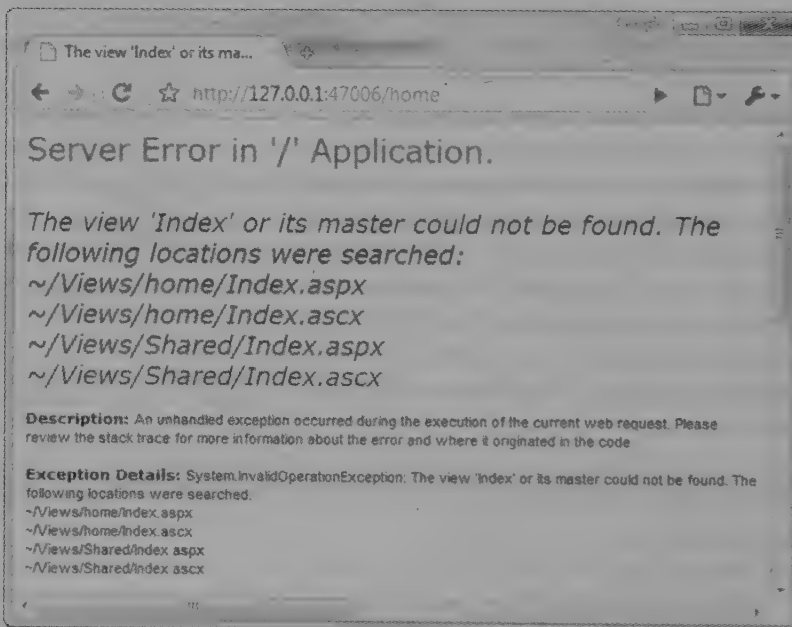 The view 'Index' or its ma...
http://127.0.0.1:47006/home
Server Error in '/' Application.
The view 'Index' or its master could not be found. The
following locations were searched:
~/Views/home/Index.aspx
~/Views/home/Index.ascx
~/Views/Shared/Index.aspx
~/Views/Shared/Index.ascx
Description: An unhandled exception occurred during the execution of the current web request. Please
review the stack trace for more information about the error and where it originated in the code
Exception Details: System.InvalidOperationException: The view 'Index' or its master could not be found. The
following locations were searched.
~/Views/home/Index.aspx
~/Views/home/Index.ascx
~/Views/Shared/Index aspx
~/Views/Shared/Index ascx